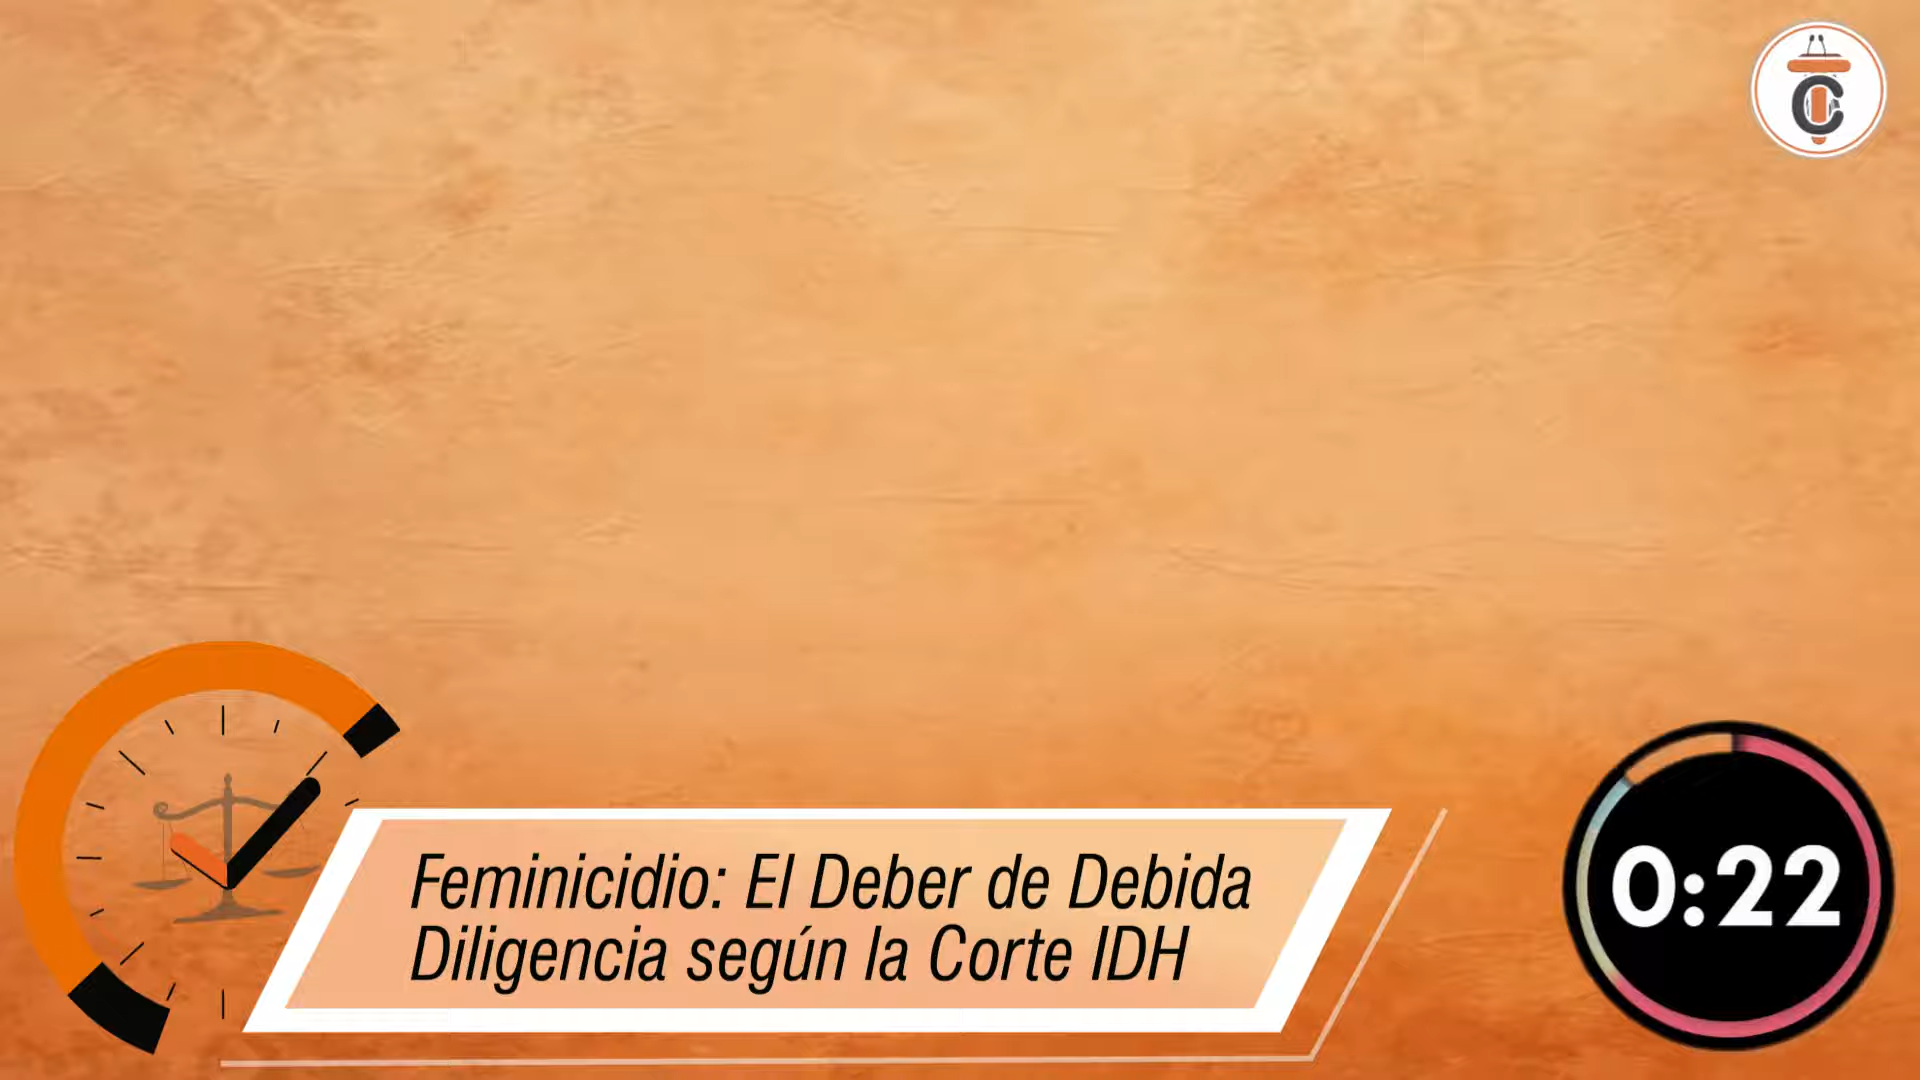 C
Feminicidio: El Deber de Debida
Diligencia según la Corte IDH
0:22